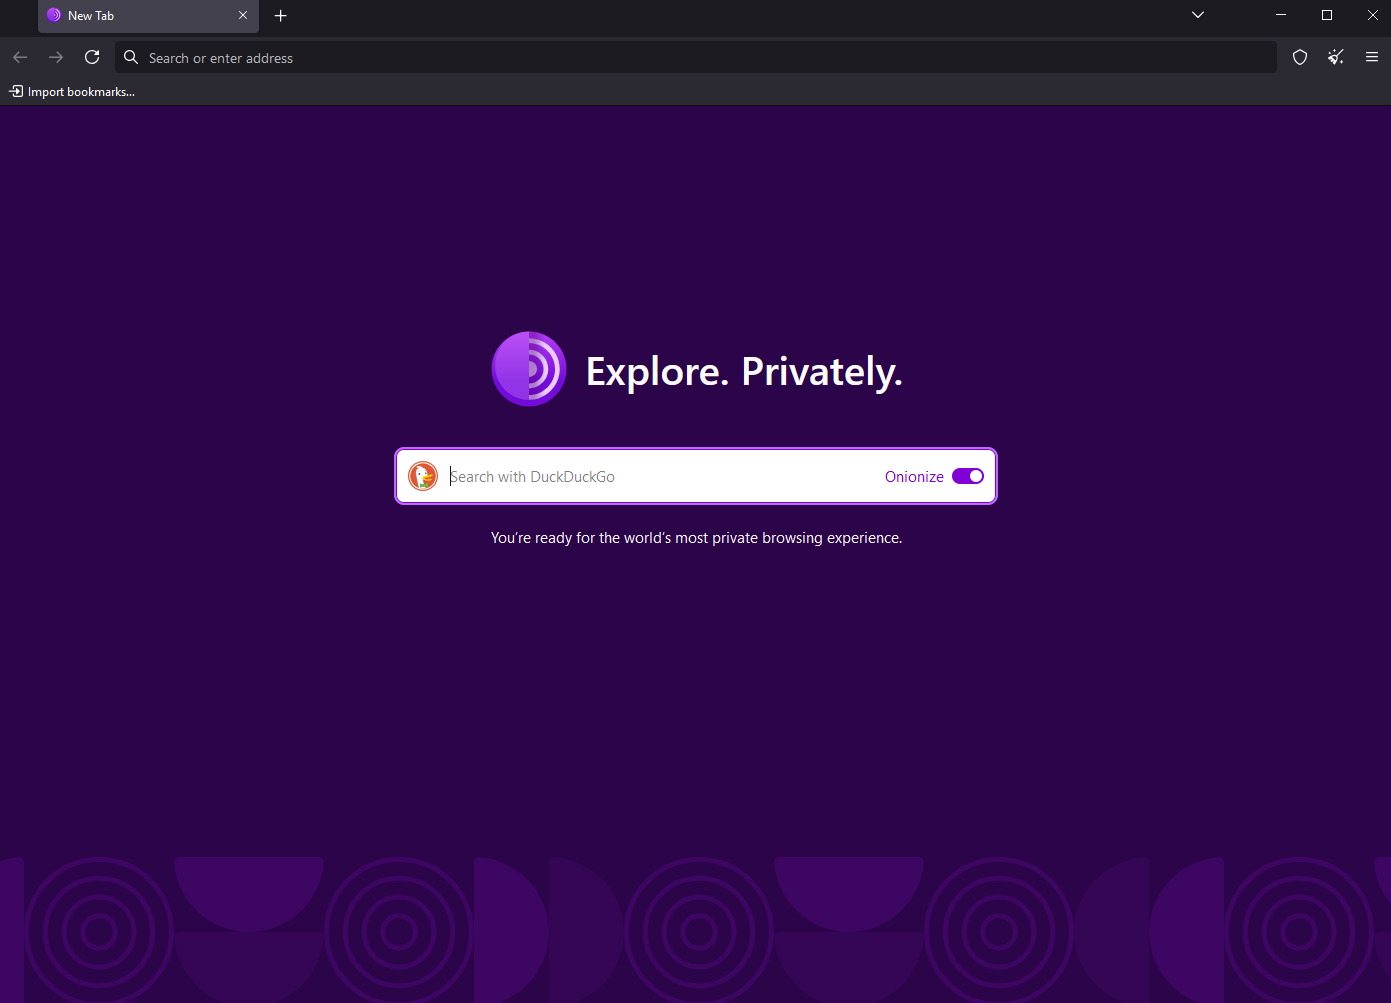 New Tab
Search or enter address
Import bookmarks...
Explore. Privately.
Search with DuckDuckGo
Onionize
You’re ready for the world’s most private browsing experience.